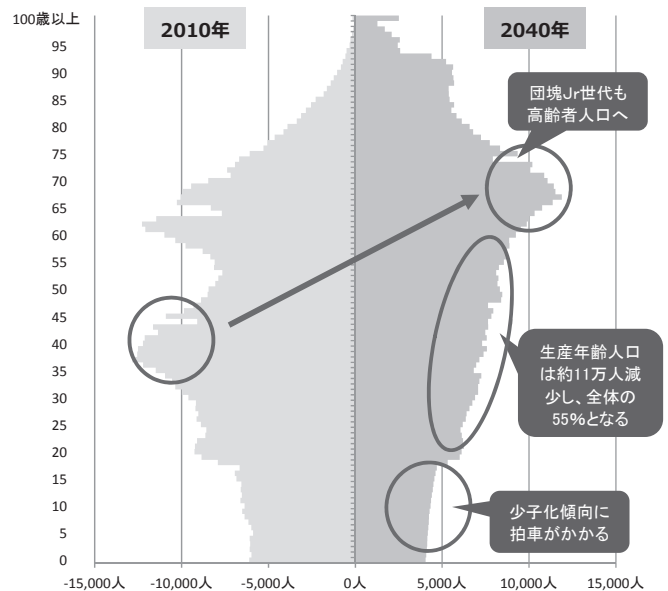 2010年
2040年
100歳以上
95
90
85
80
75
70
65
60
55
50
45
40
35
30
25
20
15
10
5
0
団塊Jr世代も
高齢者人口へ
生産年齢人口
は約11万人減
少し、全体の
55%となる
少子化傾向に
拍車がかかる
-15,000人
-10,000人
-5,000人
0人
5,000人
10,000人
15,000人